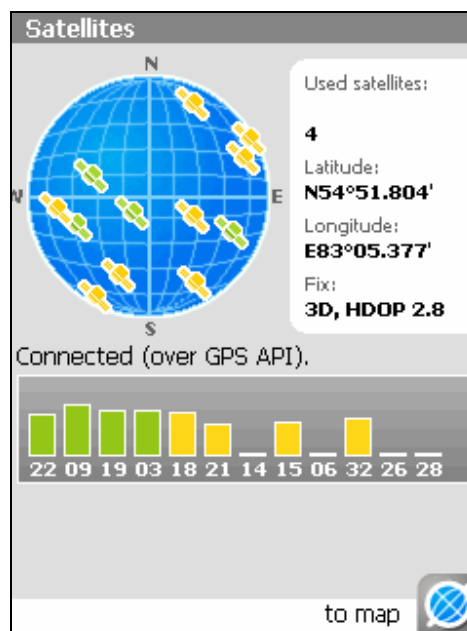 Satellites
N
W
E
S
Used satellites:
4
Latitude:
N54°51.804'
Longitude:
E83°05.377'
Fix:
3D, HDOP 2.8
Connected (over GPS API).
22 09 19 03 18 21 14 15 06 32 26 28
to map